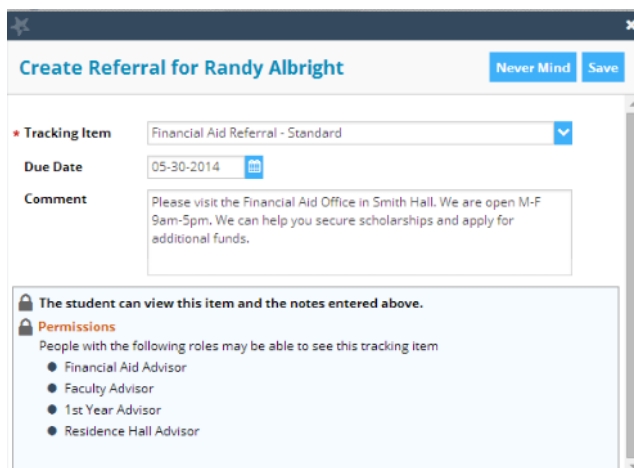 Create Referral for Randy Albright
Never Mind
Save
* Tracking Item
Financial Aid Referral - Standard
Due Date
05-30-2014
Comment
Please visit the Financial Aid Office in Smith Hall. We are open M-F
9am-5pm. We can help you secure scholarships and apply for
additional funds.
The student can view this item and the notes entered above.
Permissions
People with the following roles may be able to see this tracking item
● Financial Aid Advisor
● Faculty Advisor
● 1st Year Advisor
● Residence Hall Advisor